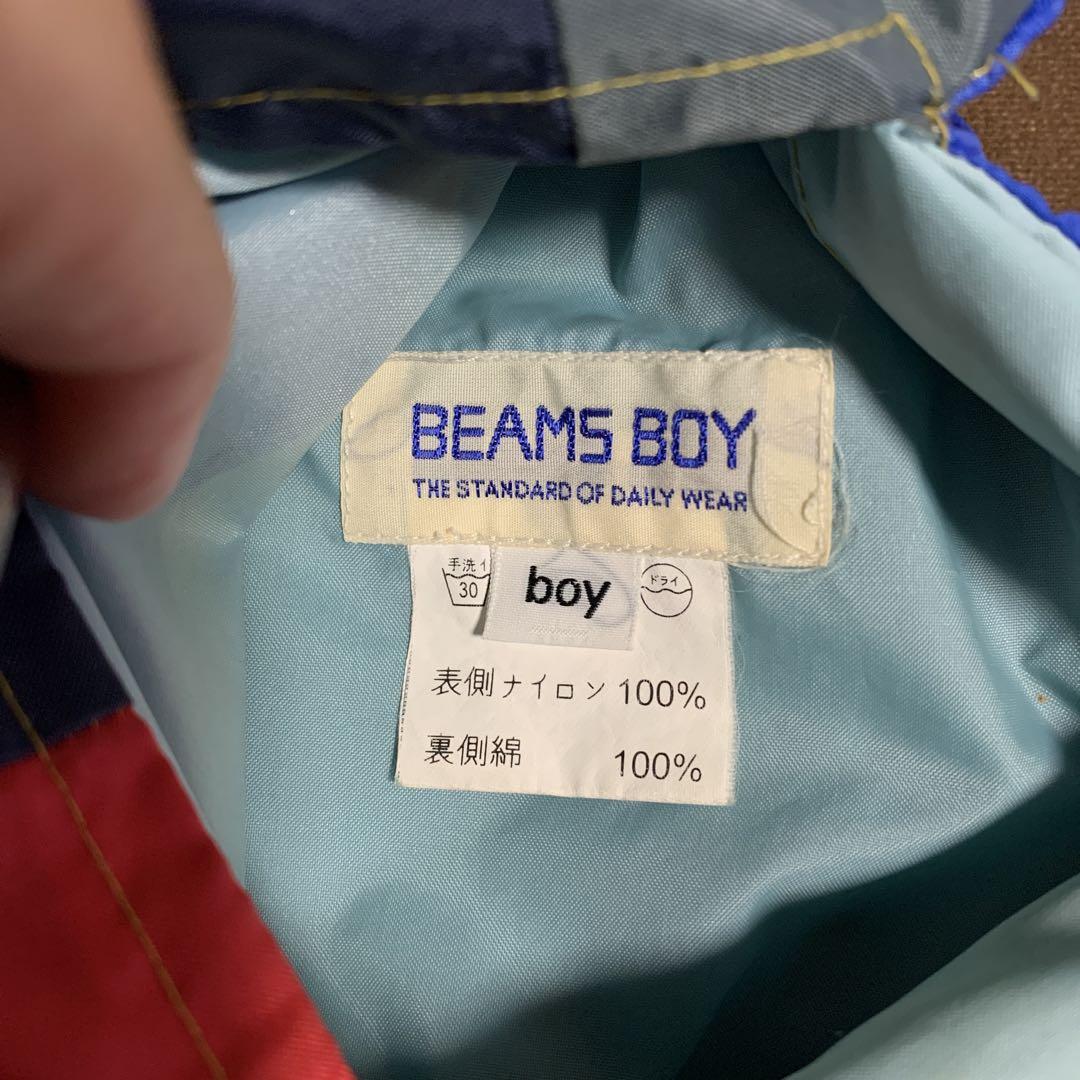 BEAMS BOY
THE STANDARD OF DAILY WEAR
手洗イ
30
boy
ドライ
表側ナイロン 100%
裏側綿 100%